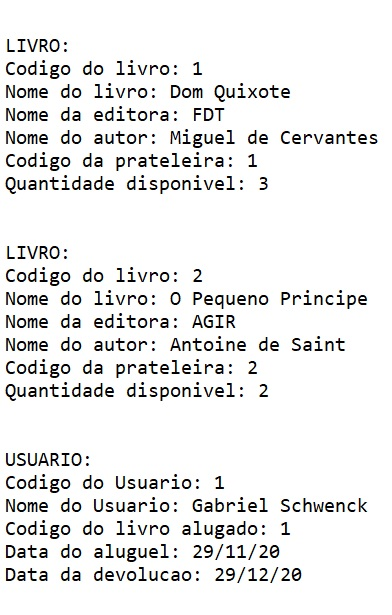 LIVRO:
Codigo do livro: 1
Nome do livro: Dom Quixote
Nome da editora: FDT
Nome do autor: Miguel de Cervantes
Codigo da prateleira: 1
Quantidade disponivel: 3
LIVRO:
Codigo do livro: 2
Nome do livro: O Pequeno Principe
Nome da editora: AGIR
Nome do autor: Antoine de Saint
Codigo da prateleira: 2
Quantidade disponivel: 2
USUARIO:
Codigo do Usuario: 1
Nome do Usuario: Gabriel Schwenck
Codigo do livro alugado: 1
Data do aluguel: 29/11/20
Data da devolucao: 29/12/20